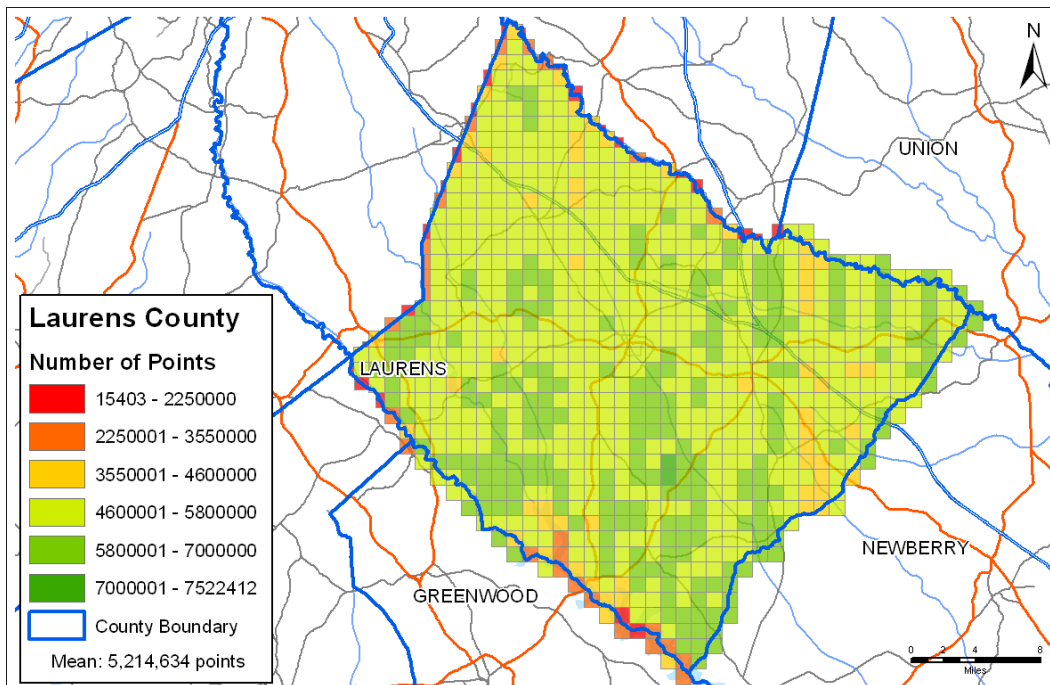 N
UNION
Laurens County
Number of Points
15403 - 2250000
2250001 - 3550000
3550001 - 4600000
4600001 - 5800000
5800001 - 7000000
7000001 - 7522412
County Boundary
Mean: 5,214,634 points
LAURENS
NEWBERRY
GREENWOOD
0 2 4 8
Miles